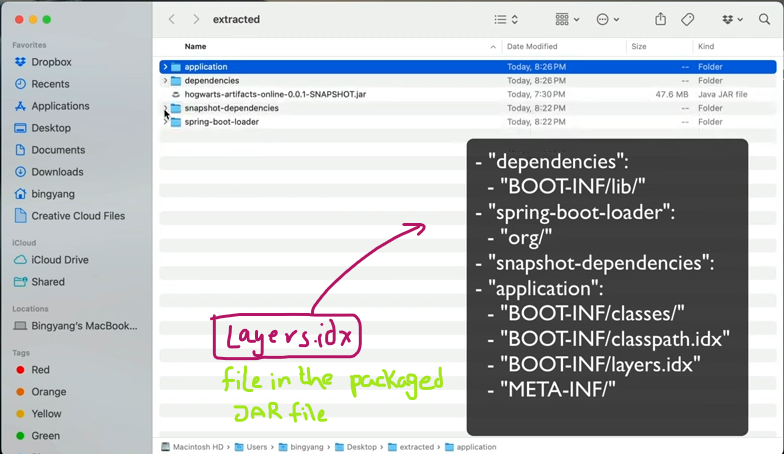 extracted
Favorites
Dropbox
Recents
Applications
Desktop
Documents
Downloads
bingyang
Creative Cloud Files
iCloud
iCloud Drive
Shared
Locations
Bingyang's MacBook...
Tags
Red
Orange
Yellow
Green
Name Date Modified Size Kind
application Today, 8:26 PM -- Folder
dependencies Today, 8:26 PM -- Folder
hogwarts-artifacts-online-0.0.1-SNAPSHOT.jar Today, 7:30 PM 47.6 MB Java JAR file
snapshot-dependencies Today, 8:22 PM -- Folder
spring-boot-loader Today, 8:22 PM -- Folder
- "dependencies":
- "BOOT-INF/lib/"
- "spring-boot-loader":
- "org/"
- "snapshot-dependencies":
- "application":
- "BOOT-INF/classes/"
- "BOOT-INF/classpath.idx"
- "BOOT-INF/layers.idx"
- "META-INF/"
Layers.idx
file in the packaged
JAR file
Macintosh HD › Users › bingyang › Desktop › extracted › application